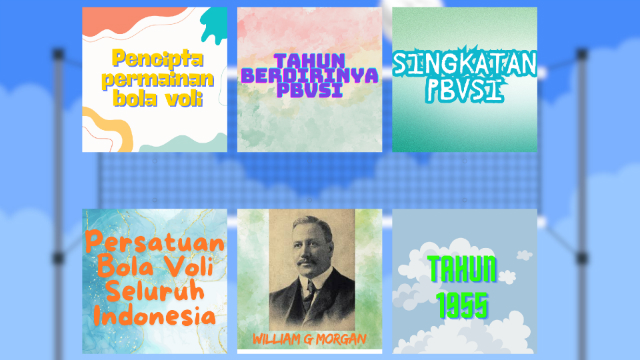 Pencipta
permainan
bola voli
TAHUN
BERDIRINYA
PBVSI
SINGKATAN
PBVSI
Persatuan
Bola Voli
Seluruh
Indonesia
WILLIAM G MORGAN
TAHUN
1955